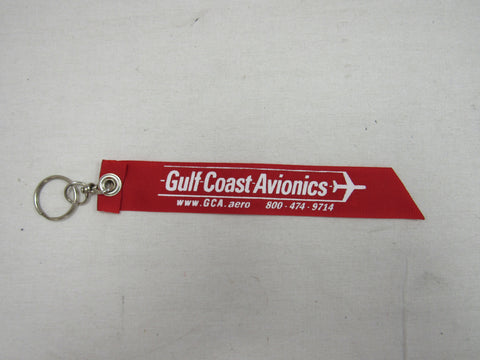 Gulf Coast Avionics
www.GCA.aero 800-474-9714